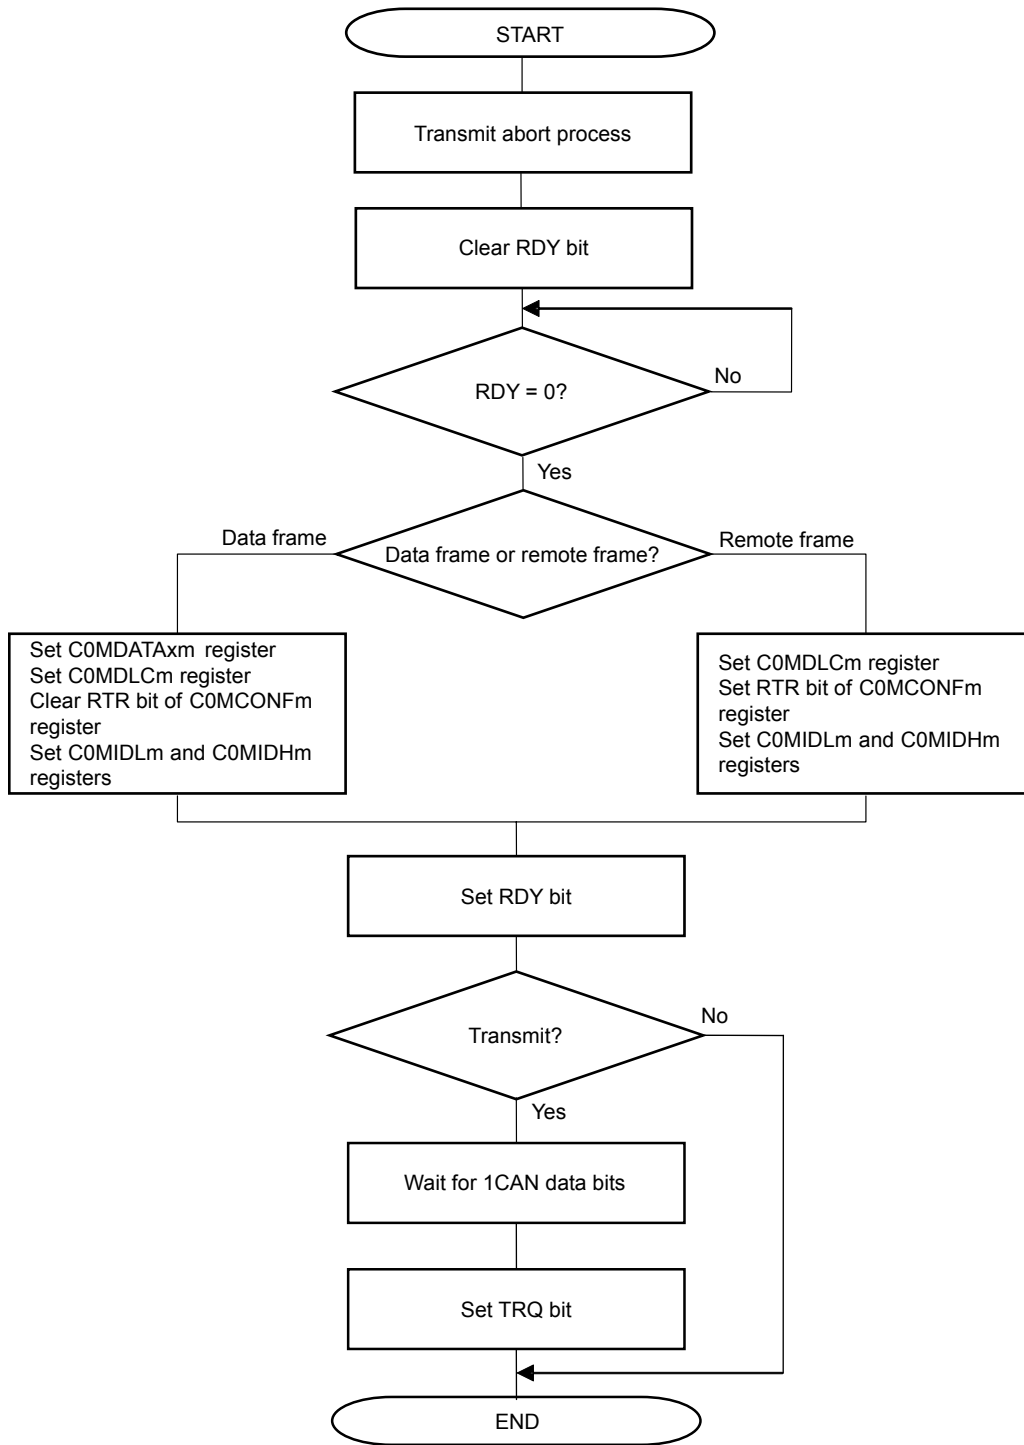 START
Transmit abort process
Clear RDY bit
RDY = 0?
No
Yes
Data frame
Data frame or remote frame?
Remote frame
Set C0MDATAxm register
Set C0MDLCm register
Clear RTR bit of C0MCONFm
register
Set C0MIDLm and C0MIDHm
registers
Set C0MDLCm register
Set RTR bit of C0MCONFm
register
Set C0MIDLm and C0MIDHm
registers
Set RDY bit
Transmit?
No
Yes
Wait for 1CAN data bits
Set TRQ bit
END